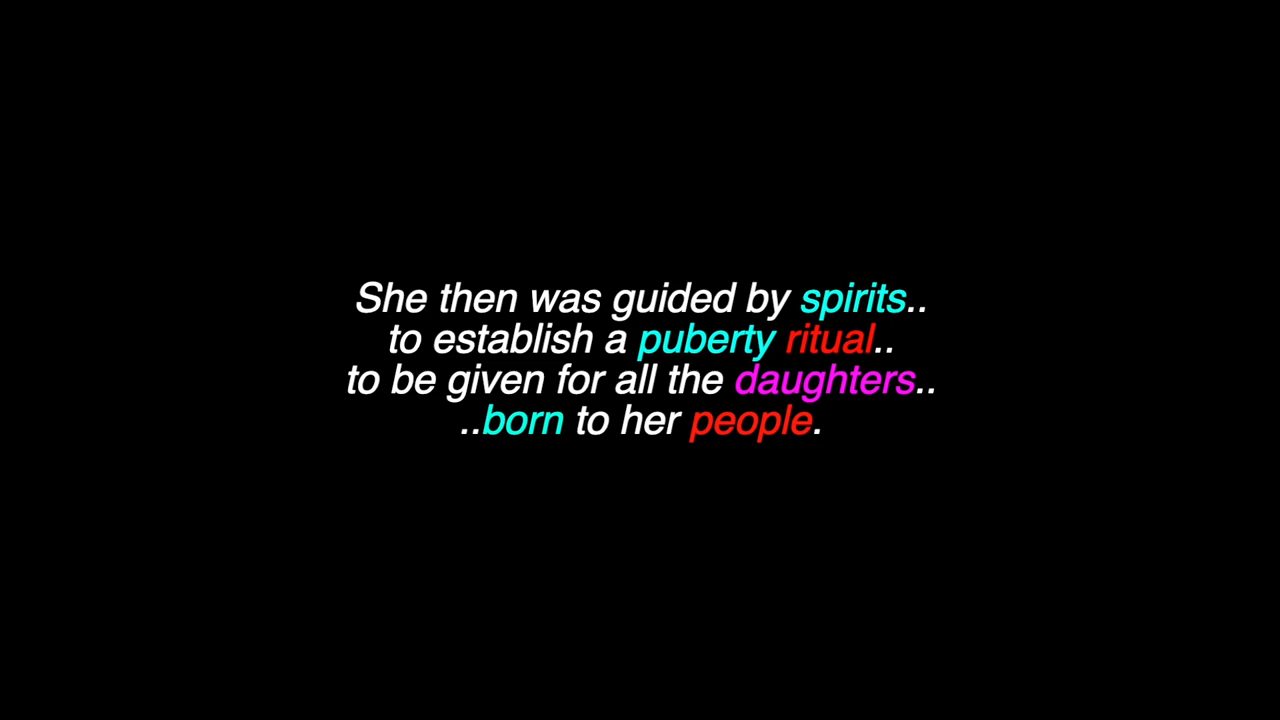 She then was guided by spirits..
to establish a puberty ritual..
to be given for all the daughters..
..born to her people.